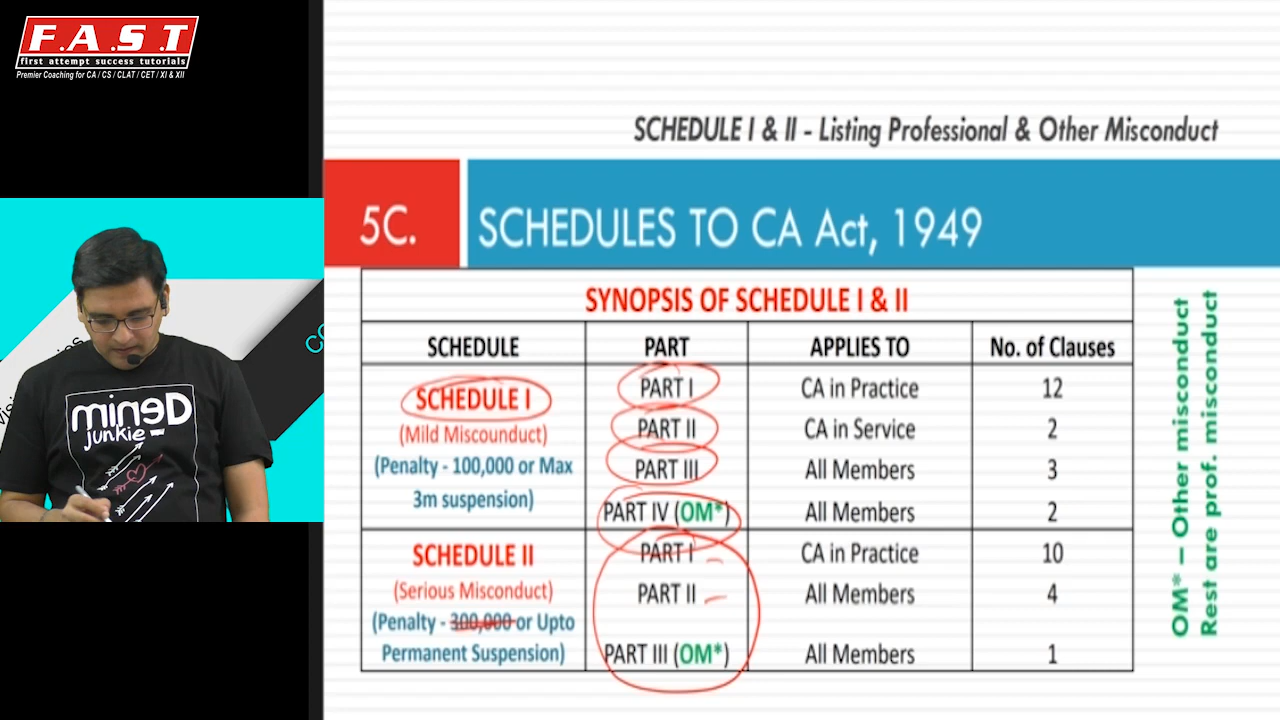 F.A.S.T
first attempt success tutorials
Premier Coaching for CA / CS / CLAT / CET / XI & XII
SCHEDULE I & II - Listing Professional & Other Misconduct
5C. SCHEDULES TO CA Act, 1949
SYNOPSIS OF SCHEDULE I & II
SCHEDULE PART APPLIES TO No. of Clauses
SCHEDULE I
(Mild Miscounduct)
(Penalty - 100,000 or Max
3m suspension)
PART I CA in Practice 12
PART II CA in Service 2
PART III All Members 3
PART IV (OM*) All Members 2
SCHEDULE II
(Serious Misconduct)
(Penalty - 300,000 or Upto
Permanent Suspension)
PART I CA in Practice 10
PART II All Members 4
PART III (OM*) All Members 1
OM* – Other misconduct
Rest are prof. misconduct
mineD
junkie